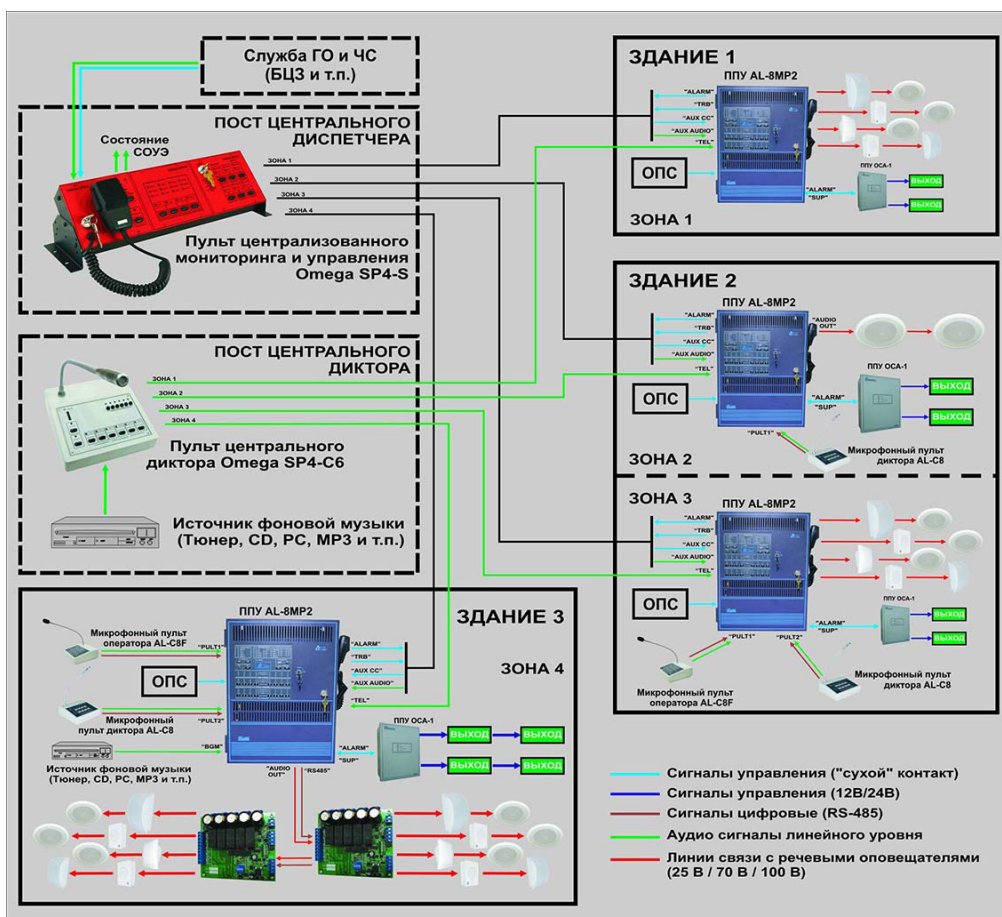 Служба ГО и ЧС
(БЦЗ и т.п.)
ПОСТ ЦЕНТРАЛЬНОГО
ДИСПЕТЧЕРА
Состояние
СОУЭ
ЗОНА 1
ЗОНА 2
ЗОНА 3
ЗОНА 4
Пульт централизованного
мониторинга и управления
Omega SP4-S
ПОСТ ЦЕНТРАЛЬНОГО
ДИКТОРА
ЗОНА 1
ЗОНА 2
ЗОНА 3
ЗОНА 4
Пульт центрального
диктора Omega SP4-C6
Источник фоновой музыки
(Тюнер, CD, PC, MP3 и т.п.)
ЗДАНИЕ 1
ППУ AL-8MP2
"ALARM"
"TRB"
"AUX CC"
"AUX AUDIO"
"TEL"
ОПС
ППУ ОСА-1
"ALARM"
"SUP"
ВЫХОД
ВЫХОД
ЗОНА 1
ЗДАНИЕ 2
ППУ AL-8MP2
"ALARM"
"TRB"
"AUX CC"
"AUX AUDIO"
"TEL"
"AUDIO
OUT"
ППУ ОСА-1
ОПС
"ALARM"
"SUP"
ВЫХОД
ВЫХОД
"PULT1"
Микрофонный пульт
диктора AL-C8
ЗОНА 2
ЗОНА 3
ППУ AL-8MP2
"ALARM"
"TRB"
"AUX CC"
"AUX AUDIO"
"TEL"
ОПС
ППУ ОСА-1
"ALARM"
"SUP"
ВЫХОД
ВЫХОД
"PULT1"
"PULT2"
Микрофонный пульт
диктора AL-C8
Микрофонный пульт
оператора AL-C8F
ЗДАНИЕ 3
ППУ AL-8MP2
ЗОНА 4
Микрофонный пульт
оператора AL-C8F
"PULT1"
"ALARM"
"TRB"
"AUX CC"
"AUX AUDIO"
"TEL"
ОПС
"PULT2"
Микрофонный
пульт диктора AL-C8
"BGM"
Источник фоновой музыки
(Тюнер, CD, PC, MP3 и т.п.)
ППУ ОСА-1
"ALARM"
"SUP"
ВЫХОД
ВЫХОД
ВЫХОД
ВЫХОД
"AUDIO
OUT"
"RS485"
Сигналы управления ("сухой" контакт)
Сигналы управления (12В/24В)
Сигналы цифровые (RS-485)
Аудио сигналы линейного уровня
Линии связи с речевыми оповещателями
(25 В / 70 В / 100 В)